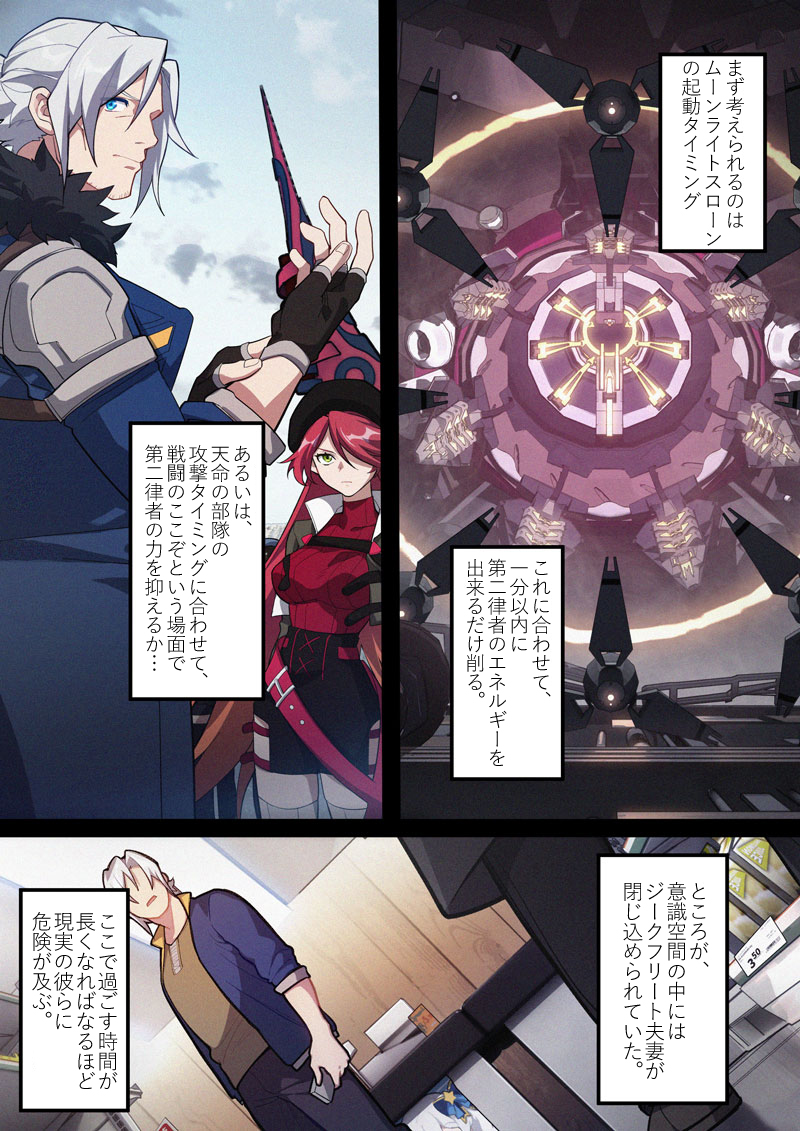 まず考えられるのは
ムーンライトスローン
の起動タイミング
これに合わせて、
一分以内に
第二律者のエネルギーを
出来るだけ削る。
あるいは、
天命の部隊の
攻撃タイミングに合わせて、
戦闘のここぞという場面で
第二律者の力を抑えるか…
ところが、
意識空間の中には
ジークフリート夫妻が
閉じ込められていた。
3.50
ここで過ごす時間が
長くなればなるほど
現実の彼らに
危険が及ぶ。